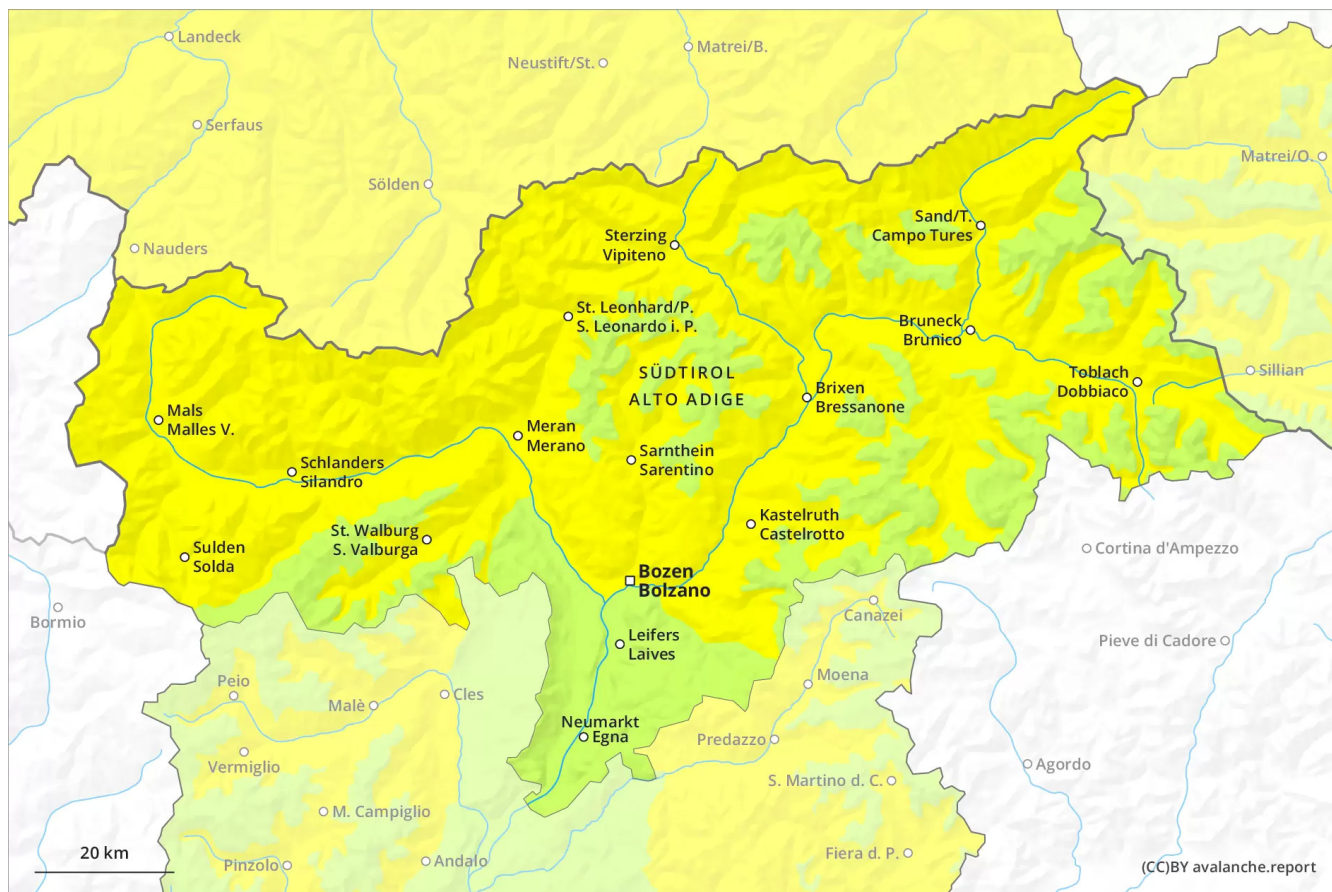 Landeck
Matrei/B.
Neustift/St.
Serfaus
Matrei/O.
Sölden
Sand/T.
Campo Tures
Sterzing
Vipiteno
Nauders
St. Leonhard/P.
S. Leonardo i. P.
Bruneck
Brunico
SÜDTIROL
ALTO ADIGE
Toblach
Dobbiaco
Sillian
Brixen
Bressanone
Mals
Malles V.
Meran
Merano
Schlanders
Silandro
Sarnthein
Sarentino
Kastelruth
Castelrotto
St. Walburg
S. Valburga
Sulden
Solda
Cortina d'Ampezzo
Bozen
Bolzano
Bormio
Canazei
Leifers
Laives
Pieve di Cadore
Moena
Peio
Cles
Malè
Neumarkt
Egna
Predazzo
Vermiglio
Agordo
S. Martino d. C.
M. Campiglio
20 km
Pinzolo
Andalo
Fiera d. P.
(CC)BY avalanche.report